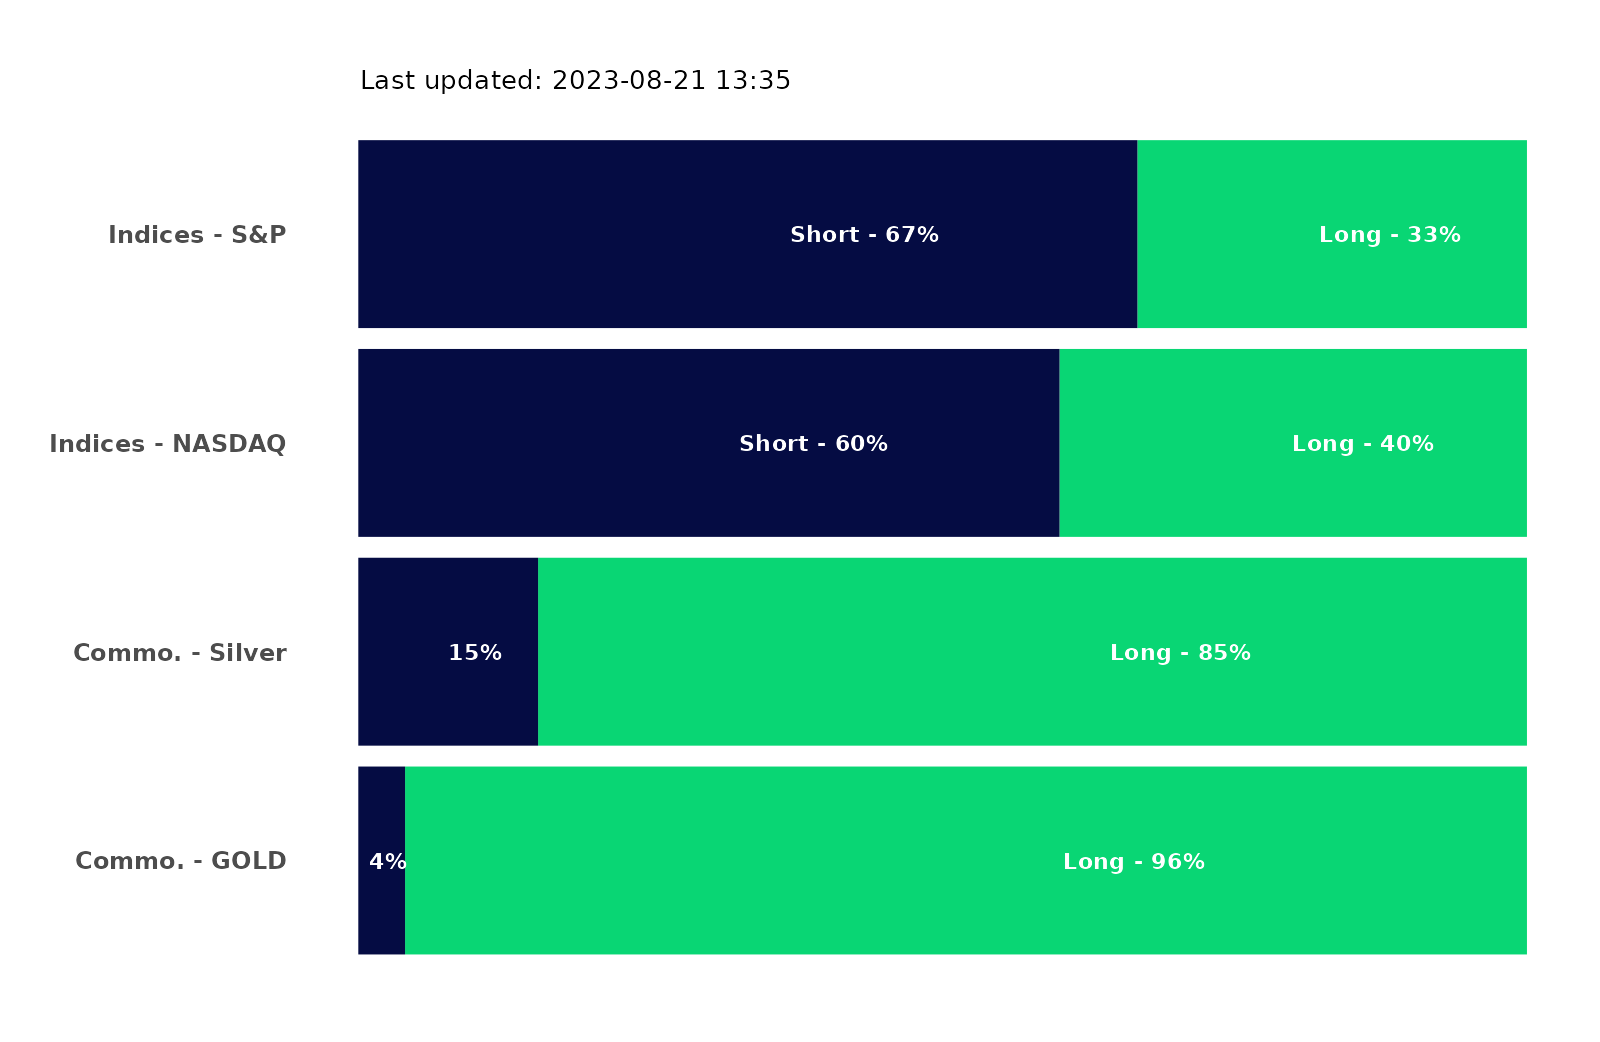 Last updated: 2023-08-21 13:35
Indices - S&P Short - 67% Long - 33%
Indices - NASDAQ Short - 60% Long - 40%
Commo. - Silver 15% Long - 85%
Commo. - GOLD 4% Long - 96%